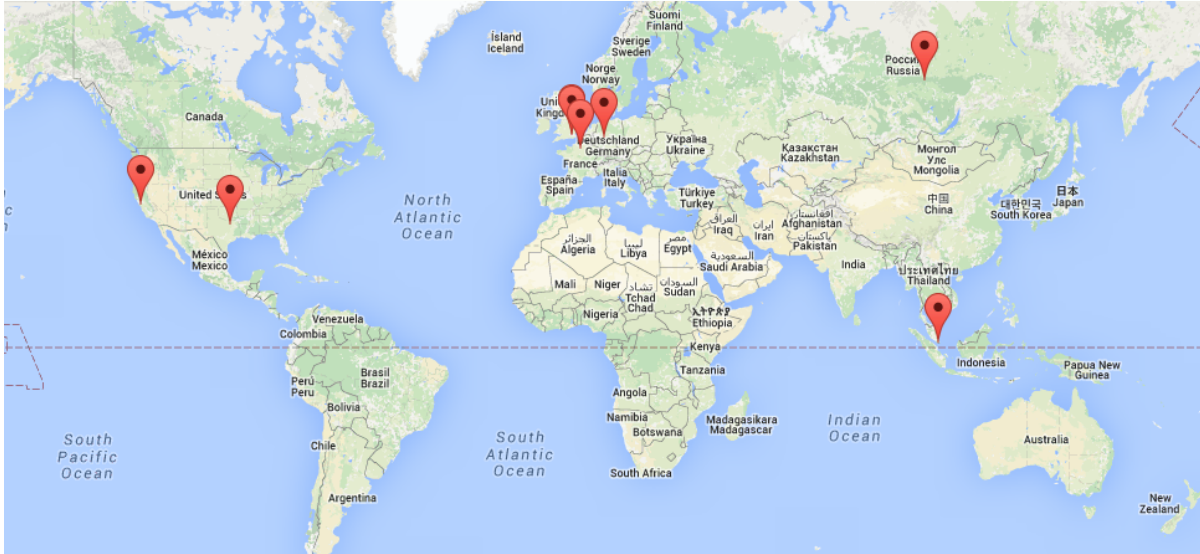 Suomi
Finland
Ísland
Iceland
Sverige
Sweden
Norge
Norway
Росси
Russia
Canada
Unit
Kingd
Deutschland
Germany
Україна
Ukraine
Қазақстан
Kazakhstan
Монгол
Улс
Mongolia
France
Italia
Italy
España
Spain
Türkiye
Turkey
United S
es
North
Atlantic
Ocean
中国
China
대한민국
South Korea
日本
Japan
العراق
Iraq
ایران
Iran
افغانستان
Afghanistan
پاکستان
Pakistan
الجزائر
Algeria
ليبيا
Libya
مصر
Egypt
السعودية
Saudi Arabia
México
Mexico
India
ประเทศไทย
Thailand
Mali
Niger
تشاد
Tchad
Chad
السودان
Sudan
Nigeria
ኢትዮጵያ
Ethiopia
Venezuela
Colombia
Kenya
Indonesia
Papua New
Guinea
Tanzania
Brasil
Brazil
Perú
Peru
Angola
Bolivia
Namibia
Botswana
Madagasikara
Madagascar
Indian
Ocean
South
Pacific
Ocean
Chile
South
Atlantic
Ocean
Australia
South Africa
Argentina
New
Zealand